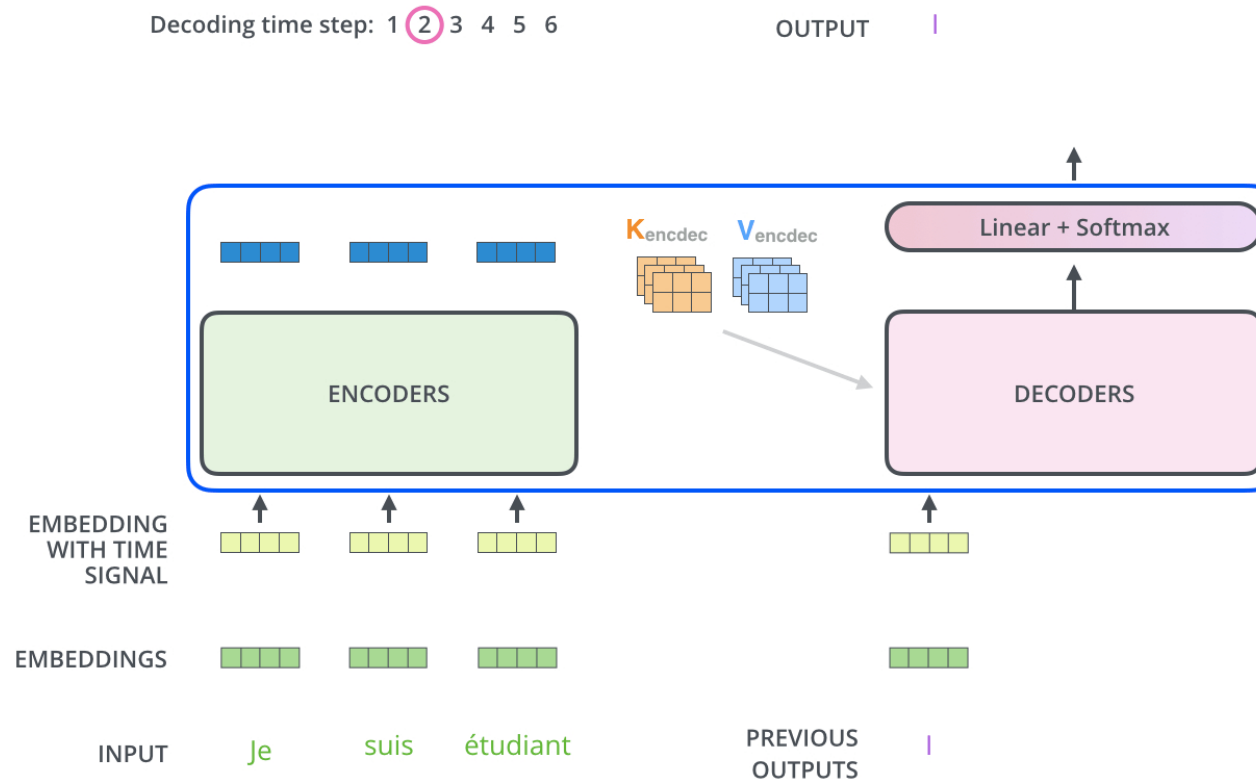 Decoding time step: 1 2 3 4 5 6
OUTPUT I
Kencdec Vencdec
Linear + Softmax
ENCODERS
DECODERS
EMBEDDING
WITH TIME
SIGNAL
EMBEDDINGS
INPUT Je suis étudiant
PREVIOUS
OUTPUTS
I